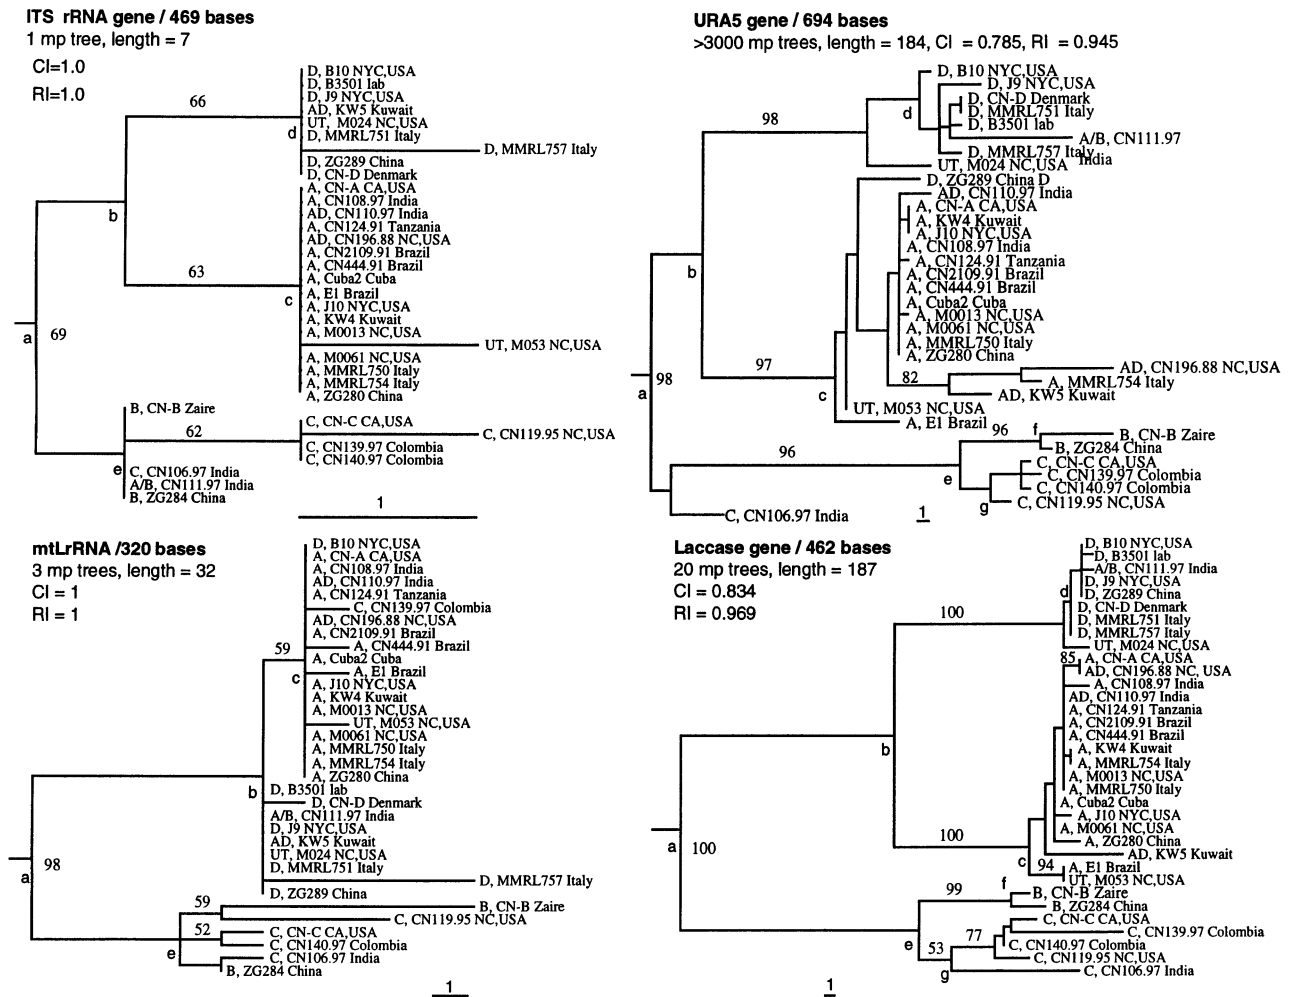 ITS rRNA gene / 469 bases
1 mp tree, length = 7
CI=1.0
RI=1.0
D, B10 NYC,USA
D, B3501 lab
D, J9 NYC,USA
AD, KW5 Kuwait
UT, M024 NC,USA
D, MMRL751 Italy
D, MMRL757 Italy
D, ZG289 China
D, CN-D Denmark
A, CN-A CA,USA
A, CN108.97 India
AD, CN110.97 India
A, CN124.91 Tanzania
AD, CN196.88 NC,USA
A, CN2109.91 Brazil
A, CN444.91 Brazil
A, Cuba2 Cuba
A, E1 Brazil
A, J10 NYC,USA
A, KW4 Kuwait
A, M0013 NC,USA
UT, M053 NC,USA
A, M0061 NC,USA
A, MMRL750 Italy
A, MMRL754 Italy
A, ZG280 China
B, CN-B Zaire
C, CN-C CA,USA
C, CN119.95 NC,USA
C, CN139.97 Colombia
C, CN140.97 Colombia
C, CN106.97 India
A/B, CN111.97 India
B, ZG284 China
66
d
b
63
c
a
69
62
e
1
URA5 gene / 694 bases
>3000 mp trees, length = 184, CI = 0.785, RI = 0.945
D, B10 NYC,USA
D, J9 NYC,USA
D, CN-D Denmark
D, MMRL751 Italy
D, B3501 lab
A/B, CN111.97
India
D, MMRL757 Italy
UT, M024 NC,USA
D, ZG289 China D
AD, CN110.97 India
A, CN-A CA,USA
A, KW4 Kuwait
A, J10 NYC,USA
A, CN108.97 India
A, CN124.91 Tanzania
A, CN2109.91 Brazil
A, CN444.91 Brazil
A, Cuba2 Cuba
A, M0013 NC,USA
A, M0061 NC,USA
A, MMRL750 Italy
A, ZG280 China
AD, CN196.88 NC,USA
A, MMRL754 Italy
AD, KW5 Kuwait
UT, M053 NC,USA
A, E1 Brazil
B, CN-B Zaire
B, ZG284 China
C, CN-C CA,USA
C, CN139.97 Colombia
C, CN140.97 Colombia
C, CN119.95 NC,USA
C, CN106.97 India
98
d
b
97
82
c
a
98
96
96
f
e
g
1
mtLrRNA /320 bases
3 mp trees, length = 32
CI = 1
RI = 1
D, B10 NYC,USA
A, CN-A CA,USA
A, CN108.97 India
AD, CN110.97 India
A, CN124.91 Tanzania
C, CN139.97 Colombia
AD, CN196.88 NC,USA
A, CN2109.91 Brazil
A, CN444.91 Brazil
A, Cuba2 Cuba
A, E1 Brazil
A, J10 NYC,USA
A, KW4 Kuwait
A, M0013 NC,USA
UT, M053 NC,USA
A, M0061 NC,USA
A, MMRL750 Italy
A, MMRL754 Italy
A, ZG280 China
D, B3501 lab
D, CN-D Denmark
A/B, CN111.97 India
D, J9 NYC,USA
AD, KW5 Kuwait
UT, M024 NC,USA
D, MMRL751 Italy
D, MMRL757 Italy
D, ZG289 China
B, CN-B Zaire
C, CN119.95 NC,USA
C, CN-C CA,USA
C, CN140.97 Colombia
C, CN106.97 India
B, ZG284 China
59
c
b
a
98
59
52
e
1
Laccase gene / 462 bases
20 mp trees, length = 187
CI = 0.834
RI = 0.969
D, B10 NYC,USA
D, B3501 lab
A/B, CN111.97 India
D, J9 NYC,USA
D, ZG289 China
D, CN-D Denmark
D, MMRL751 Italy
D, MMRL757 Italy
UT, M024 NC,USA
A, CN-A CA,USA
AD, CN196.88 NC, USA
A, CN108.97 India
AD, CN110.97 India
A, CN124.91 Tanzania
A, CN2109.91 Brazil
A, CN444.91 Brazil
A, KW4 Kuwait
A, MMRL754 Italy
A, M0013 NC,USA
A, MMRL750 Italy
A, Cuba2 Cuba
A, J10 NYC,USA
A, M0061 NC,USA
A, ZG280 China
AD, KW5 Kuwait
A, E1 Brazil
UT, M053 NC,USA
B, CN-B Zaire
B, ZG284 China
C, CN-C CA,USA
C, CN139.97 Colombia
C, CN140.97 Colombia
C, CN119.95 NC,USA
C, CN106.97 India
d
100
85
b
100
c
94
a
100
99
f
e
77
53
g
1